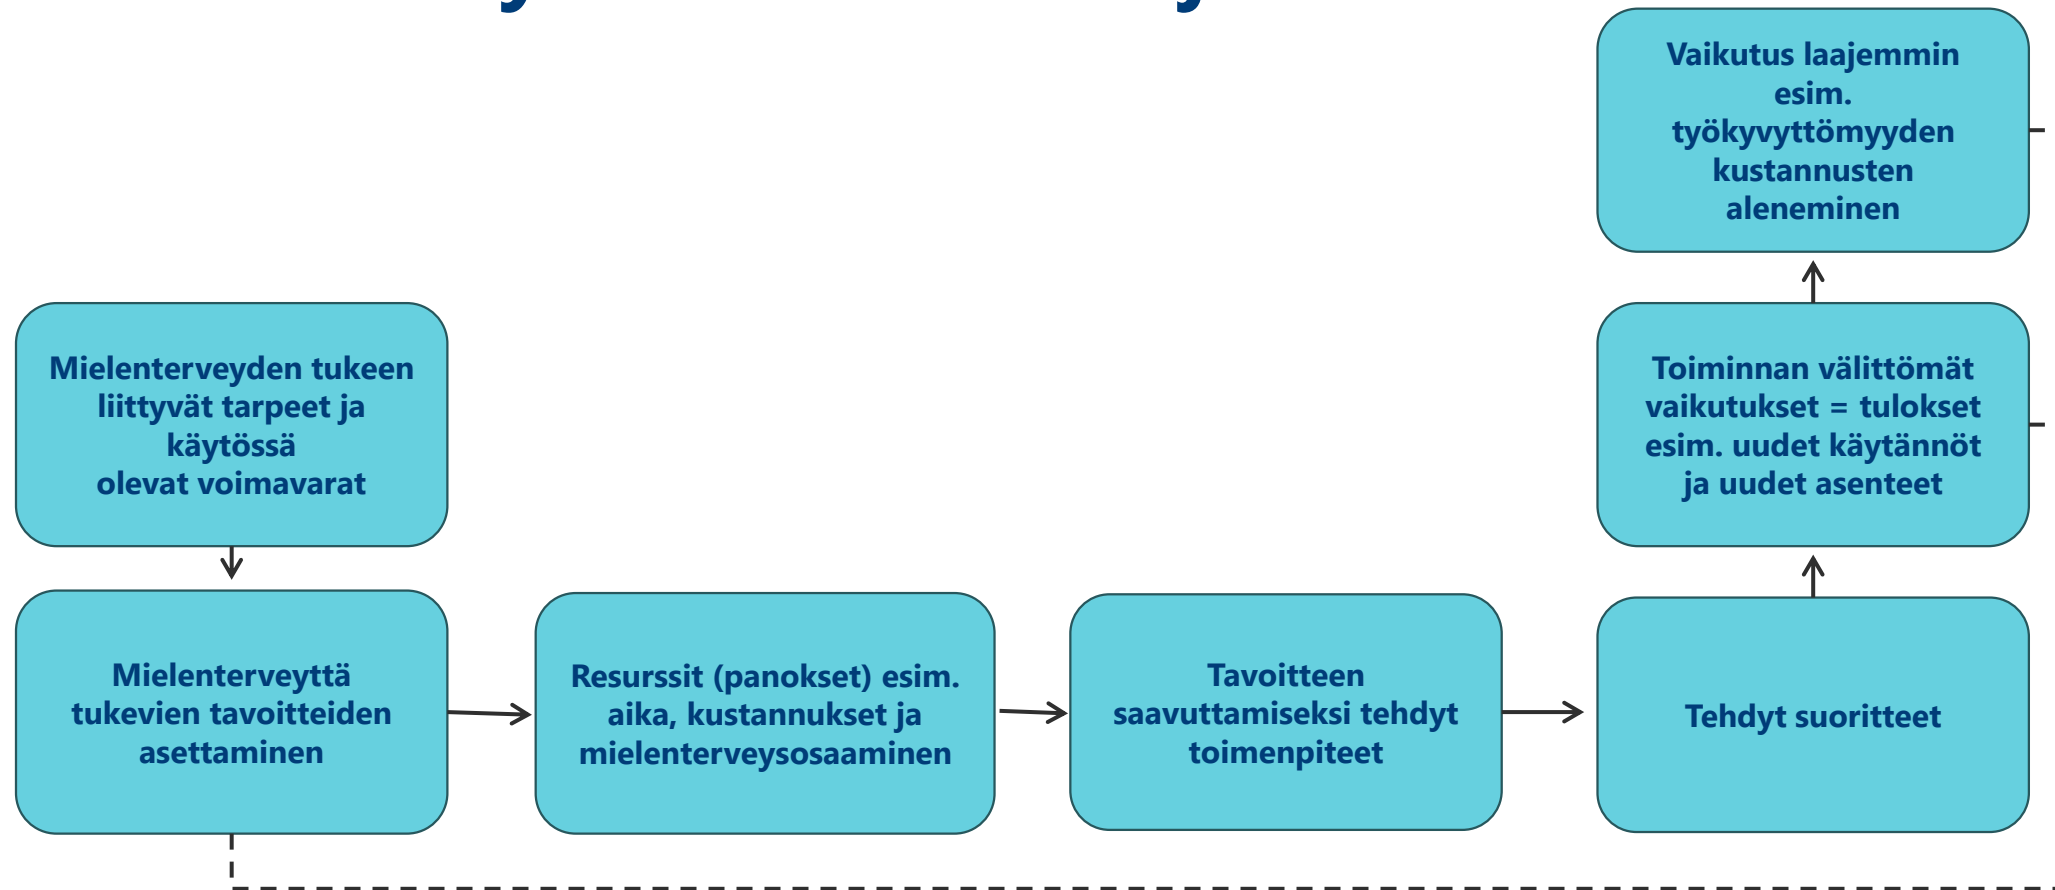 Vaikutus laajemmin
esim.
työkyvyttömyyden
kustannusten
aleneminen
Mielenterveyden tukeen
liittyvät tarpeet ja
käytössä
olevat voimavarat
Toiminnan välittömät
vaikutukset = tulokset
esim. uudet käytännöt
ja uudet asenteet
Mielenterveyttä
tukevien tavoitteiden
asettaminen
Resurssit (panokset) esim.
aika, kustannukset ja
mielenterveysosaaminen
Tavoitteen
saavuttamiseksi tehdyt
toimenpiteet
Tehdyt suoritteet